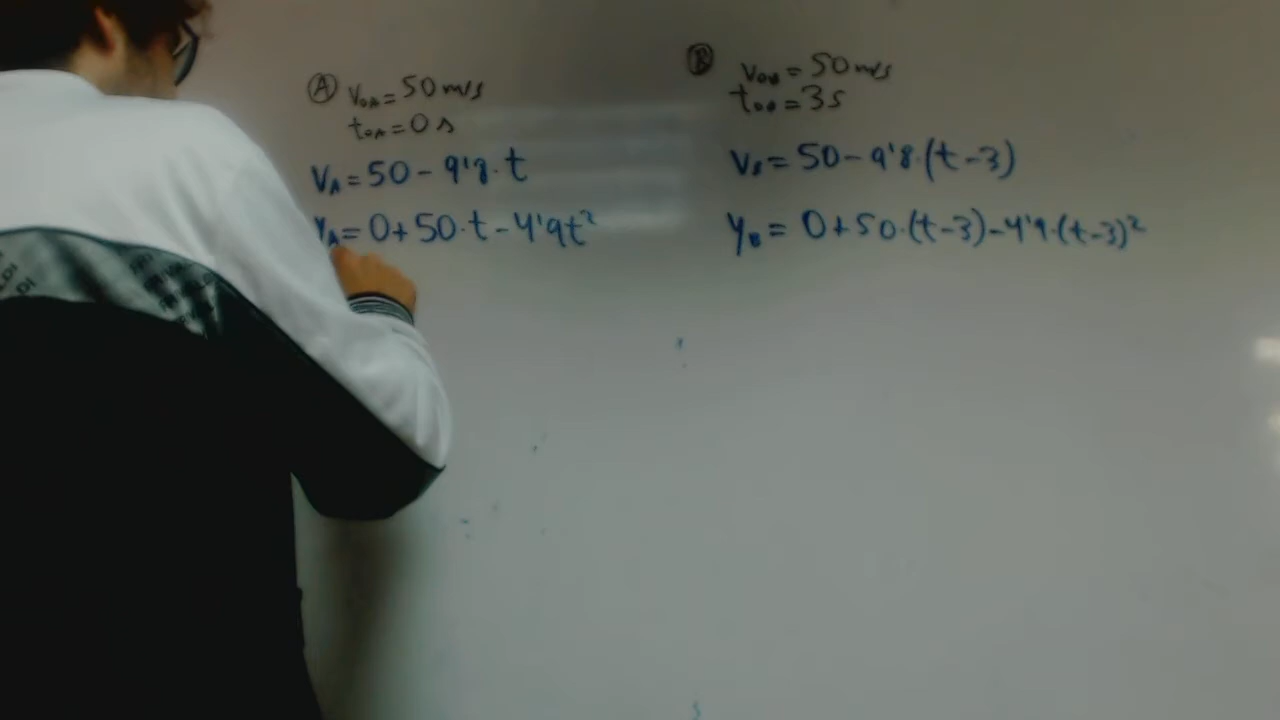 Ⓐ V₀A = 50 m/s
t₀A = 0 s
VA = 50 - 9'8 · t
yA = 0 + 50 · t - 4'9t²
Ⓑ V₀B = 50 m/s
t₀B = 3 s
VB = 50 - 9'8 · (t - 3)
yB = 0 + 50 · (t - 3) - 4'9 · (t - 3)²